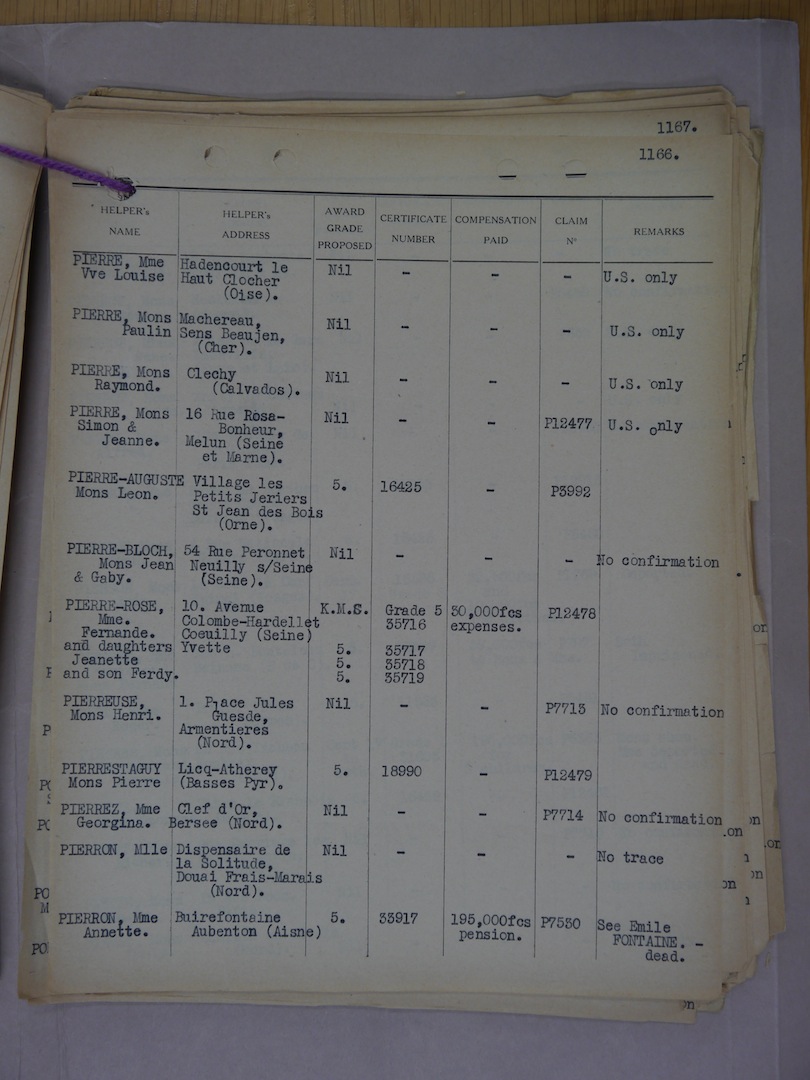 1167.
1166.
HELPER's NAME HELPER's ADDRESS AWARD GRADE PROPOSED CERTIFICATE NUMBER COMPENSATION PAID CLAIM Nº REMARKS
PIERRE, Mme Hadencourt le Nil - - - U.S. only
Vve Louise Haut Clocher
(Oise).
PIERRE, Mons Machereau, Nil - - - U.S. only
Paulin Sens Beaujen,
(Cher).
PIERRE, Mons Clechy Nil - - - U.S. only
Raymond. (Calvados).
PIERRE, Mons 16 Rue Rosa- Nil - - P12477 U.S. only
Simon & Bonheur,
Jeanne. Melun (Seine
et Marne).
PIERRE-AUGUSTE Village les 5. 16425 - P3992
Mons Leon. Petits Jeriers
St Jean des Bois
(Orne).
PIERRE-BLOCH, 54 Rue Peronnet Nil - - - No confirmation
Mons Jean Neuilly s/Seine
& Gaby. (Seine).
PIERRE-ROSE, 10. Avenue K.M.S. Grade 5 30,000fcs P12478
Mme. Colombe-Hardellet 35716 expenses.
Fernande. Coeuilly (Seine)
and daughters Yvette 5. 35717
Jeanette 5. 35718
and son Ferdy. 5. 35719
PIERREUSE, 1. Place Jules Nil - - P7713 No confirmation
Mons Henri. Guesde,
Armentieres
(Nord).
PIERRESTAGUY Licq-Atherey 5. 18990 - P12479
Mons Pierre (Basses Pyr).
PIERREZ, Mme Clef d'Or, Nil - - P7714 No confirmation
Georgina. Bersee (Nord).
PIERRON, Mlle Dispensaire de Nil - - - No trace
la Solitude,
Douai Frais-Marais
(Nord).
PIERRON, Mme Buirefontaine 5. 33917 195,000fcs P7530 See Emile
Annette. Aubenton (Aisne) pension. FONTAINE. -
dead.